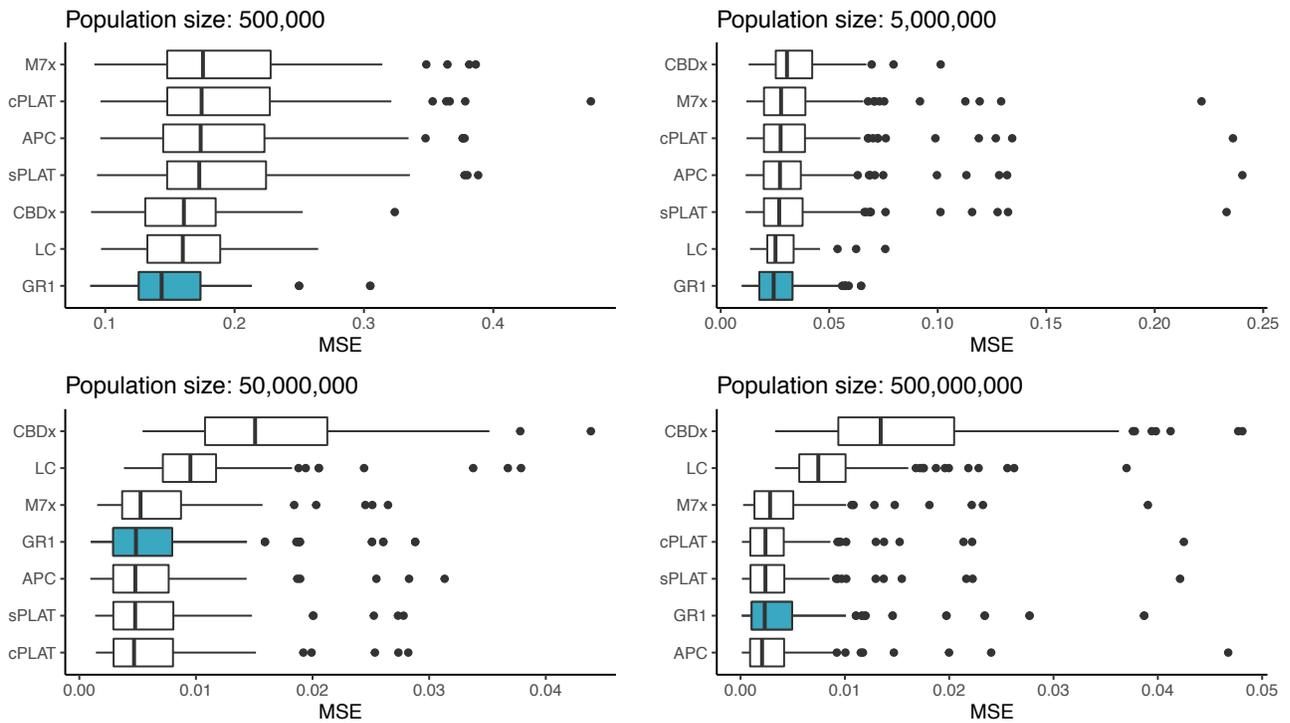 Population size: 500,000
M7x
cPLAT
APC
sPLAT
CBDx
LC
GR1
0.1 0.2 0.3 0.4
MSE
Population size: 5,000,000
CBDx
M7x
cPLAT
APC
sPLAT
LC
GR1
0.00 0.05 0.10 0.15 0.20 0.25
MSE
Population size: 50,000,000
CBDx
LC
M7x
GR1
APC
sPLAT
cPLAT
0.00 0.01 0.02 0.03 0.04
MSE
Population size: 500,000,000
CBDx
LC
M7x
cPLAT
sPLAT
GR1
APC
0.00 0.01 0.02 0.03 0.04 0.05
MSE